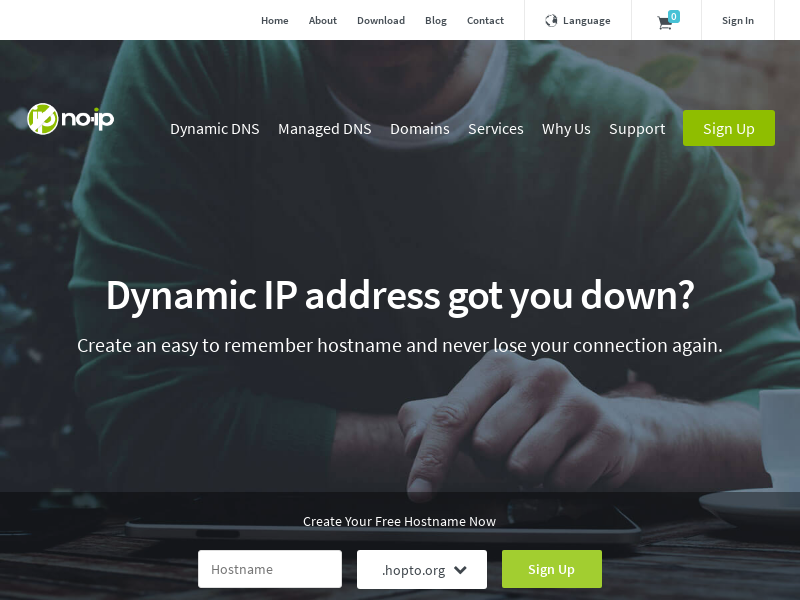 Home About Download Blog Contact Language 0 Sign In
no-ip Dynamic DNS Managed DNS Domains Services Why Us Support Sign Up
Dynamic IP address got you down?
Create an easy to remember hostname and never lose your connection again.
Create Your Free Hostname Now
Hostname .hopto.org Sign Up